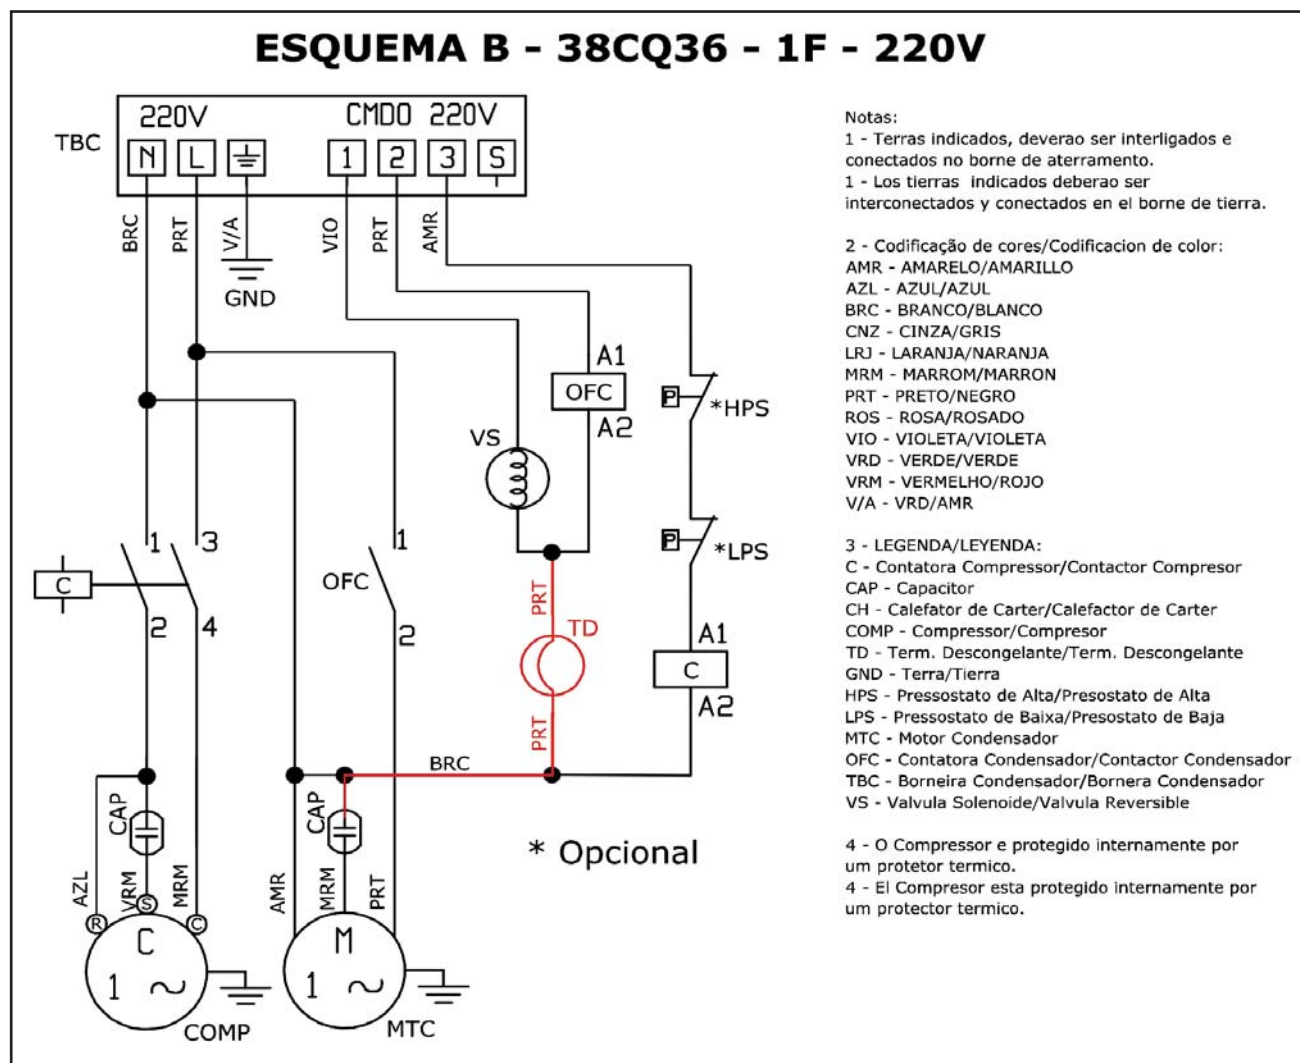 ESQUEMA B - 38CQ36 - 1F - 220V
220V
CMDO 220V
TBC
N
L
1
2
3
S
BRC
PRT
V/A
VIO
PRT
AMR
GND
A1
OFC
A2
P
*HPS
VS
P
*LPS
1
3
C
2
4
OFC
1
2
PRT
TD
PRT
A1
C
A2
BRC
CAP
CAP
* Opcional
AZL
VRM
MRM
AMR
MRM
PRT
R
S
C
C
1 ~
COMP
M
1 ~
MTC
Notas:
1 - Terras indicados, deverao ser interligados e
conectados no borne de aterramento.
1 - Los tierras indicados deberao ser
interconectados y conectados en el borne de tierra.
2 - Codificação de cores/Codificacion de color:
AMR - AMARELO/AMARILLO
AZL - AZUL/AZUL
BRC - BRANCO/BLANCO
CNZ - CINZA/GRIS
LRJ - LARANJA/NARANJA
MRM - MARROM/MARRON
PRT - PRETO/NEGRO
ROS - ROSA/ROSADO
VIO - VIOLETA/VIOLETA
VRD - VERDE/VERDE
VRM - VERMELHO/ROJO
V/A - VRD/AMR
3 - LEGENDA/LEYENDA:
C - Contatora Compressor/Contactor Compresor
CAP - Capacitor
CH - Calefator de Carter/Calefactor de Carter
COMP - Compressor/Compresor
TD - Term. Descongelante/Term. Descongelante
GND - Terra/Tierra
HPS - Pressostato de Alta/Presostato de Alta
LPS - Pressostato de Baixa/Presostato de Baja
MTC - Motor Condensador
OFC - Contatora Condensador/Contactor Condensador
TBC - Borneira Condensador/Bornera Condensador
VS - Valvula Solenoide/Valvula Reversible
4 - O Compressor e protegido internamente por
um protetor termico.
4 - El Compresor esta protegido internamente por
um protector termico.